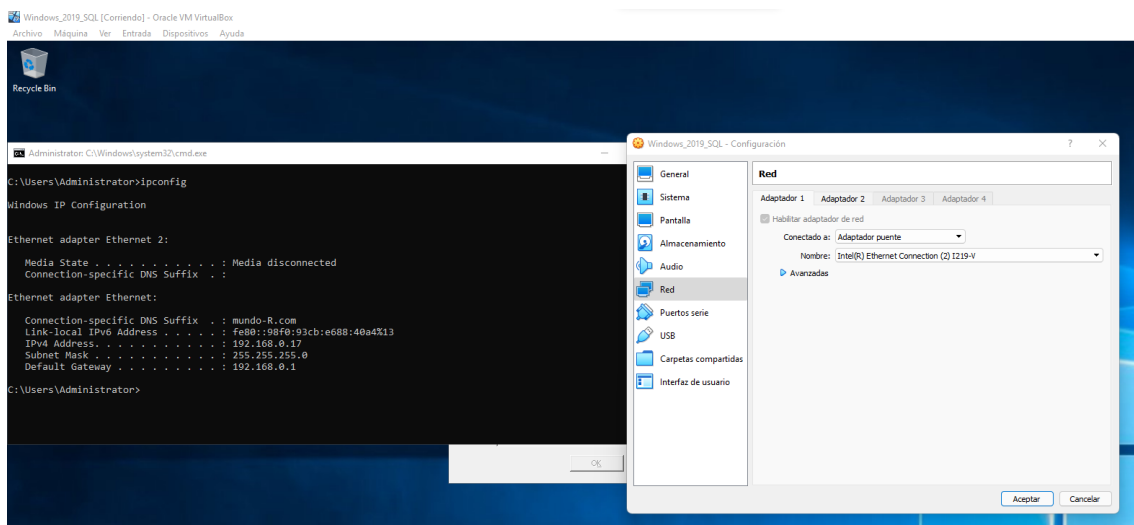 Windows_2019_SQL [Corriendo] - Oracle VM VirtualBox
Archivo Máquina Ver Entrada Dispositivos Ayuda
Recycle Bin
Administrator: C:\Windows\system32\cmd.exe
C:\Users\Administrator>ipconfig
Windows IP Configuration
Ethernet adapter Ethernet 2:
Media State . . . . . . . . . . . : Media disconnected
Connection-specific DNS Suffix . :
Ethernet adapter Ethernet:
Connection-specific DNS Suffix . : mundo-R.com
Link-local IPv6 Address . . . . . : fe80::98f0:93cb:e688:40a4%13
IPv4 Address. . . . . . . . . . . : 192.168.0.17
Subnet Mask . . . . . . . . . . . : 255.255.255.0
Default Gateway . . . . . . . . . : 192.168.0.1
C:\Users\Administrator>
OK
Windows_2019_SQL - Configuración
General
Sistema
Pantalla
Almacenamiento
Audio
Red
Puertos serie
USB
Carpetas compartidas
Interfaz de usuario
Red
Adaptador 1 Adaptador 2 Adaptador 3 Adaptador 4
Habilitar adaptador de red
Conectado a: Adaptador puente
Nombre: Intel(R) Ethernet Connection (2) I219-V
Avanzadas
Aceptar Cancelar